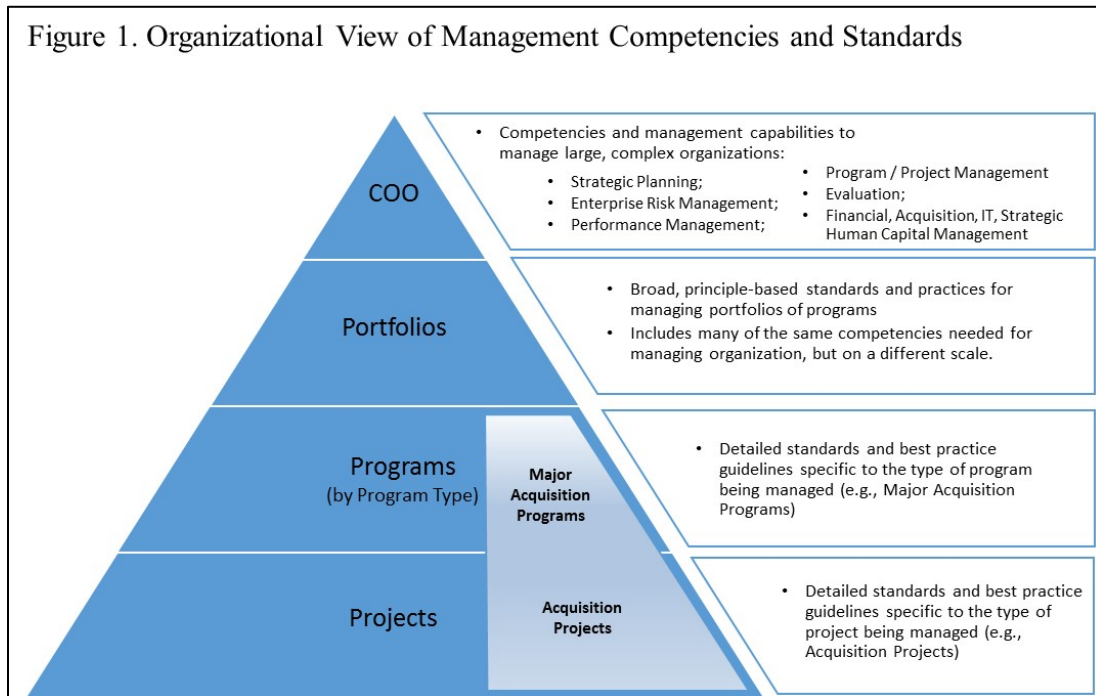 Figure 1. Organizational View of Management Competencies and Standards
COO
• Competencies and management capabilities to
manage large, complex organizations:
• Strategic Planning;
• Enterprise Risk Management;
• Performance Management;
• Program / Project Management
• Evaluation;
• Financial, Acquisition, IT, Strategic
Human Capital Management
Portfolios
• Broad, principle-based standards and practices for
managing portfolios of programs
• Includes many of the same competencies needed for
managing organization, but on a different scale.
Programs
(by Program Type)
Major
Acquisition
Programs
• Detailed standards and best practice
guidelines specific to the type of program
being managed (e.g., Major Acquisition
Programs)
Projects
Acquisition
Projects
• Detailed standards and best practice
guidelines specific to the type of
project being managed (e.g.,
Acquisition Projects)